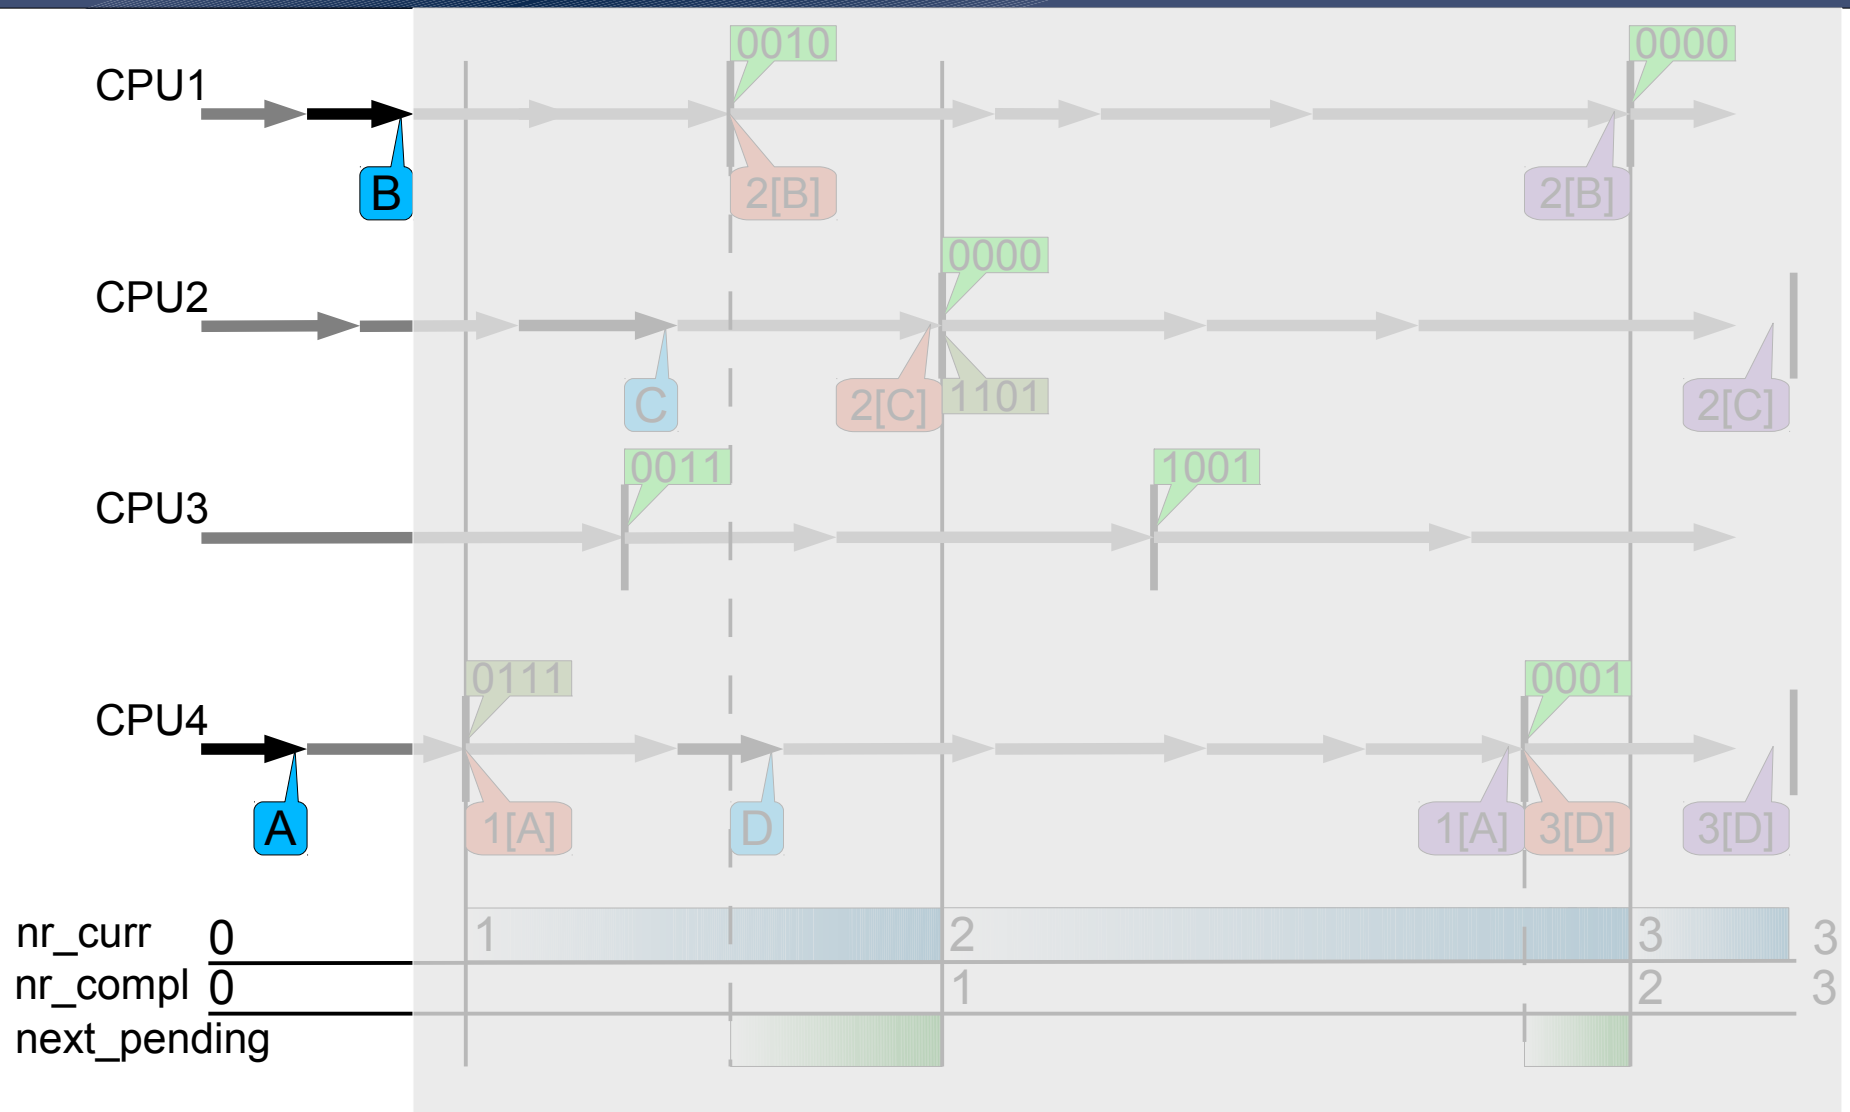 0010
0000
CPU1
B
2[B]
2[B]
0000
CPU2
C
2[C]
1101
2[C]
0011
1001
CPU3
0111
0001
CPU4
A
1[A]
D
1[A]
3[D]
3[D]
nr_curr 0 1 2 3 3
nr_compl 0 1 2 3
next_pending